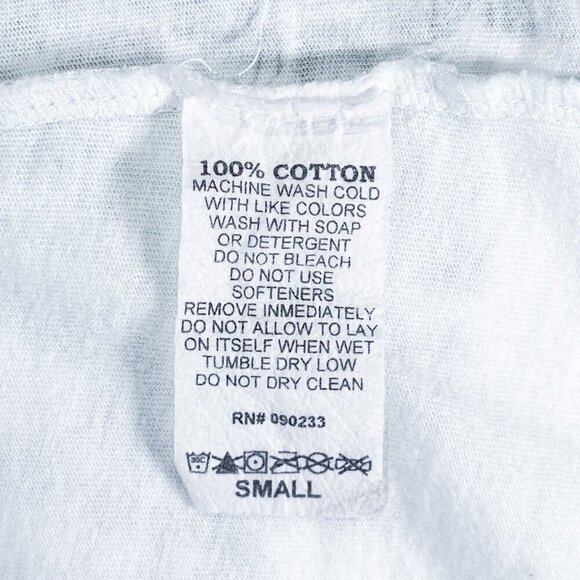 100% COTTON
MACHINE WASH COLD
WITH LIKE COLORS
WASH WITH SOAP
OR DETERGENT
DO NOT BLEACH
DO NOT USE
SOFTENERS
REMOVE INMEDIATELY
DO NOT ALLOW TO LAY
ON ITSELF WHEN WET
TUMBLE DRY LOW
DO NOT DRY CLEAN
RN# 090233
30C
SMALL